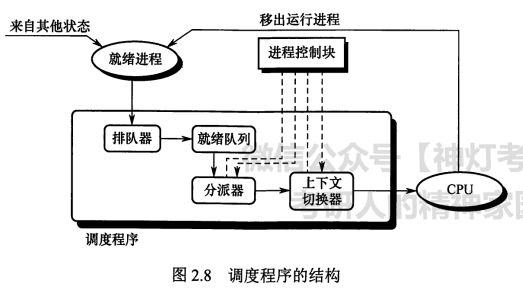 来自其他状态
移出运行进程
就绪进程
进程控制块
排队器
就绪队列
微信公众号【神灯考
分派器
上下文
切换器
CPU
考研人的精神家园
调度程序
图 2.8 调度程序的结构